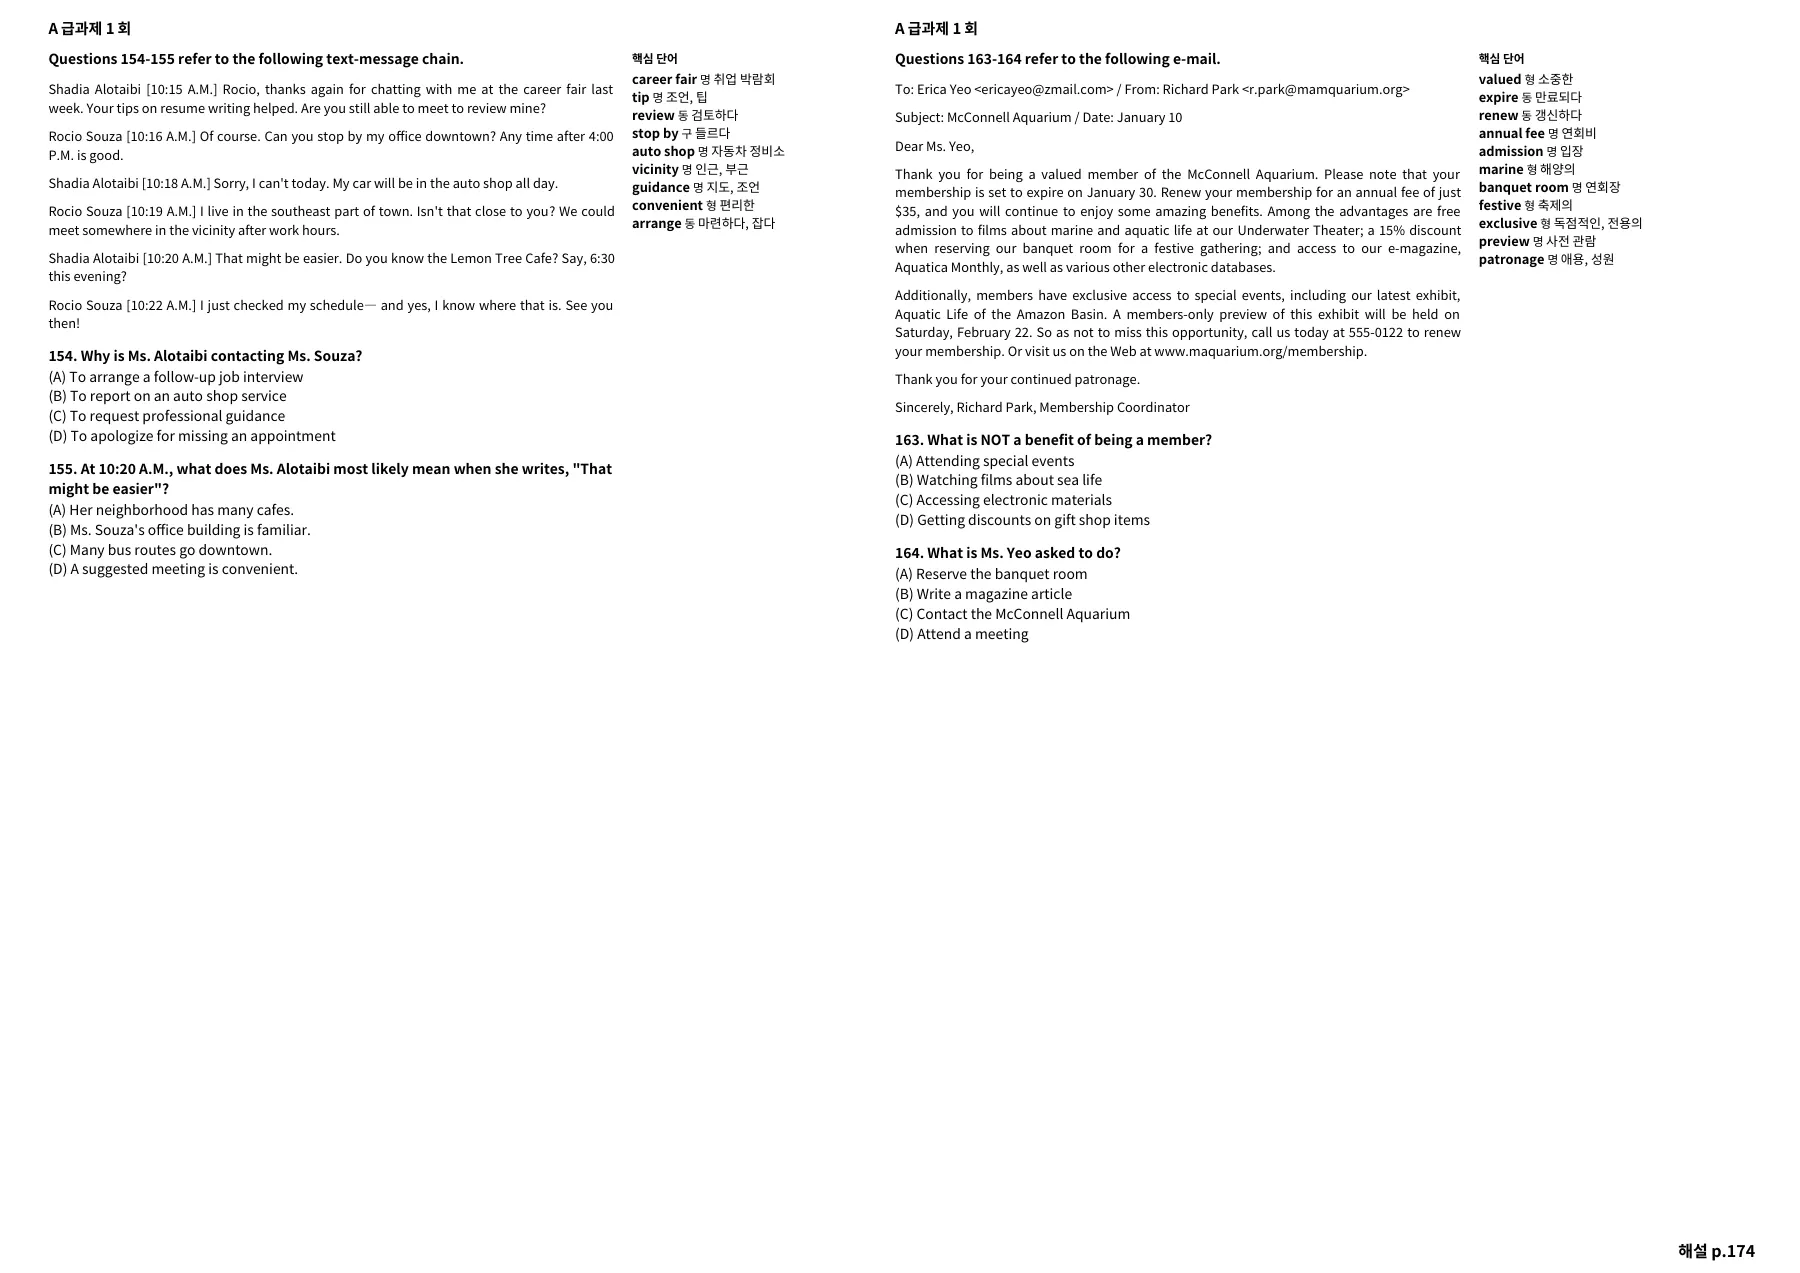 A 급과제 1 회
Questions 154-155 refer to the following text-message chain.
Shadia Alotaibi [10:15 A.M.] Rocio, thanks again for chatting with me at the career fair last
week. Your tips on resume writing helped. Are you still able to meet to review mine?
Rocio Souza [10:16 A.M.] Of course. Can you stop by my office downtown? Any time after 4:00
P.M. is good.
Shadia Alotaibi [10:18 A.M.] Sorry, I can't today. My car will be in the auto shop all day.
Rocio Souza [10:19 A.M.] I live in the southeast part of town. Isn't that close to you? We could
meet somewhere in the vicinity after work hours.
Shadia Alotaibi [10:20 A.M.] That might be easier. Do you know the Lemon Tree Cafe? Say, 6:30
this evening?
Rocio Souza [10:22 A.M.] I just checked my schedule— and yes, I know where that is. See you
then!
154. Why is Ms. Alotaibi contacting Ms. Souza?
(A) To arrange a follow-up job interview
(B) To report on an auto shop service
(C) To request professional guidance
(D) To apologize for missing an appointment
155. At 10:20 A.M., what does Ms. Alotaibi most likely mean when she writes, "That
might be easier"?
(A) Her neighborhood has many cafes.
(B) Ms. Souza's office building is familiar.
(C) Many bus routes go downtown.
(D) A suggested meeting is convenient.
핵심 단어
career fair 명 취업 박람회
tip 명 조언, 팁
review 동 검토하다
stop by 구 들르다
auto shop 명 자동차 정비소
vicinity 명 인근, 부근
guidance 명 지도, 조언
convenient 형 편리한
arrange 동 마련하다, 잡다
A 급과제 1 회
Questions 163-164 refer to the following e-mail.
To: Erica Yeo <ericayeo@zmail.com> / From: Richard Park <r.park@mamquarium.org>
Subject: McConnell Aquarium / Date: January 10
Dear Ms. Yeo,
Thank you for being a valued member of the McConnell Aquarium. Please note that your
membership is set to expire on January 30. Renew your membership for an annual fee of just
$35, and you will continue to enjoy some amazing benefits. Among the advantages are free
admission to films about marine and aquatic life at our Underwater Theater; a 15% discount
when reserving our banquet room for a festive gathering; and access to our e-magazine,
Aquatica Monthly, as well as various other electronic databases.
Additionally, members have exclusive access to special events, including our latest exhibit,
Aquatic Life of the Amazon Basin. A members-only preview of this exhibit will be held on
Saturday, February 22. So as not to miss this opportunity, call us today at 555-0122 to renew
your membership. Or visit us on the Web at www.maquarium.org/membership.
Thank you for your continued patronage.
Sincerely, Richard Park, Membership Coordinator
163. What is NOT a benefit of being a member?
(A) Attending special events
(B) Watching films about sea life
(C) Accessing electronic materials
(D) Getting discounts on gift shop items
164. What is Ms. Yeo asked to do?
(A) Reserve the banquet room
(B) Write a magazine article
(C) Contact the McConnell Aquarium
(D) Attend a meeting
핵심 단어
valued 형 소중한
expire 동 만료되다
renew 동 갱신하다
annual fee 명 연회비
admission 명 입장
marine 형 해양의
banquet room 명 연회장
festive 형 축제의
exclusive 형 독점적인, 전용의
preview 명 사전 관람
patronage 명 애용, 성원
해설 p.174